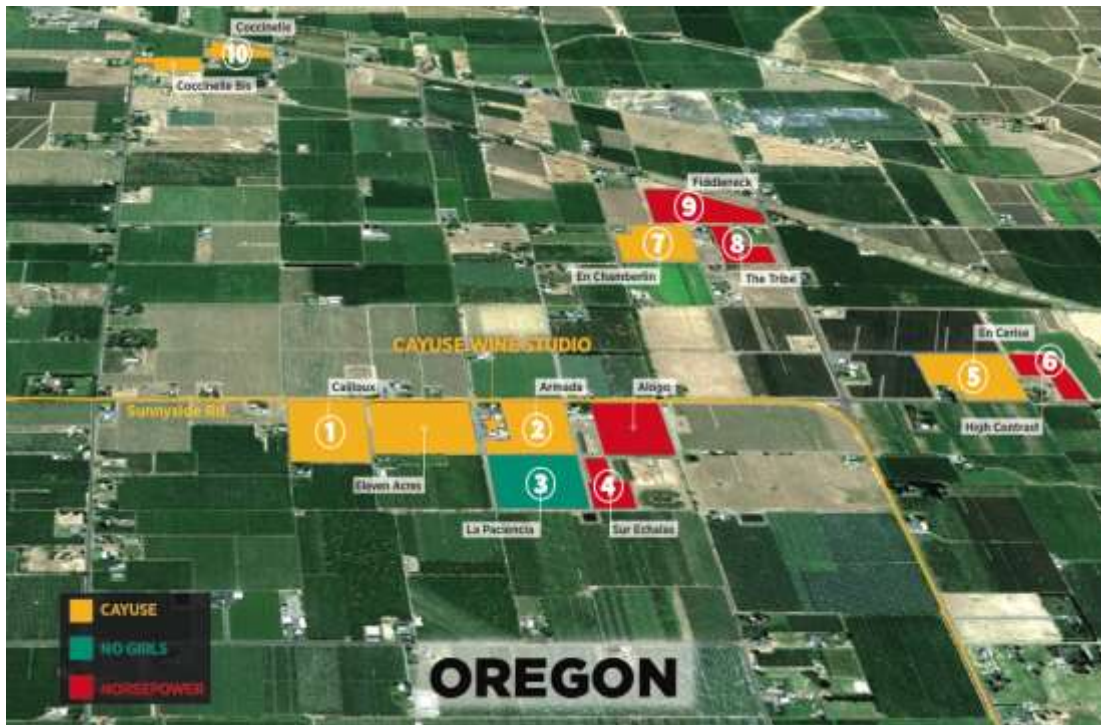 Coccinelle
10
Coccinelle Bis
Fiddleneck
9
7
8
En Chamberlin
The Tribe
CAYUSE WINE STUDIO
En Cerise
6
5
Cailloux
Armada
Alogo
Sunnyside Rd.
1
2
High Contrast
Eleven Acres
3
4
La Paciencia
Sur Echalas
CAYUSE
NO GIRLS
HORSEPOWER
OREGON